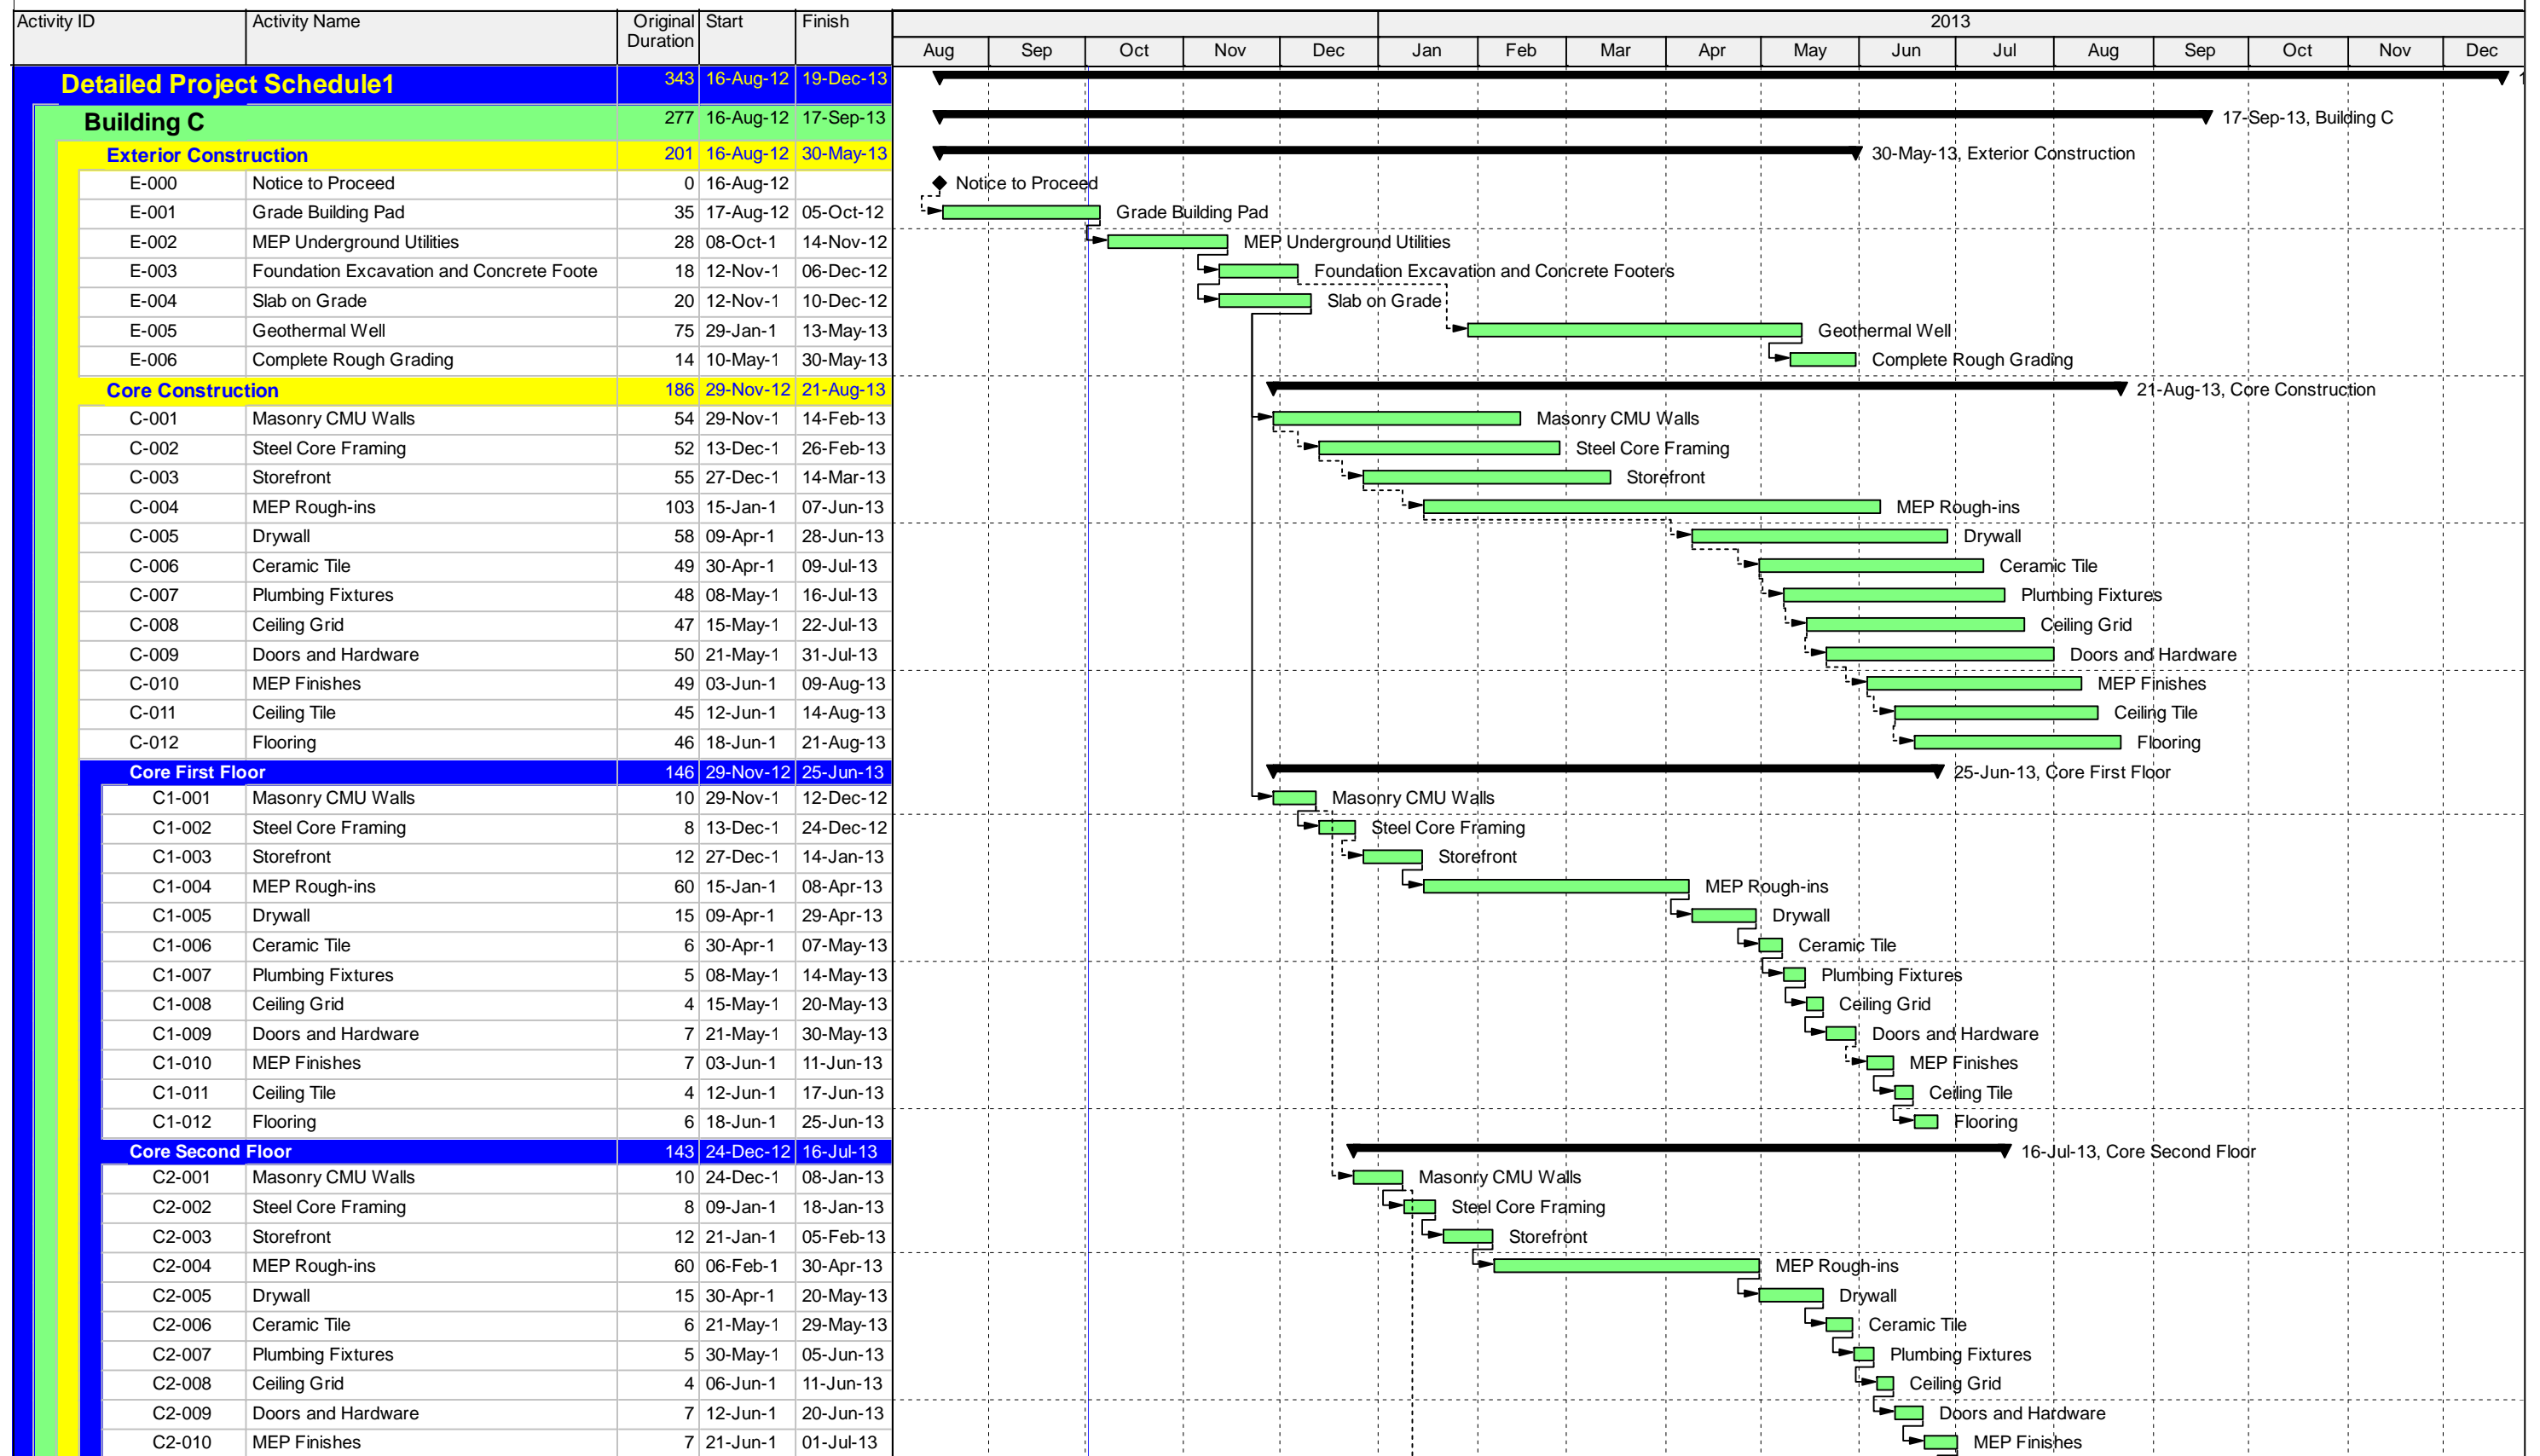 Activity ID Activity Name Original Duration Start Finish 2013
Aug Sep Oct Nov Dec Jan Feb Mar Apr May Jun Jul Aug Sep Oct Nov Dec
Detailed Project Schedule1 343 16-Aug-12 19-Dec-13 1
Building C 277 16-Aug-12 17-Sep-13 17-Sep-13, Building C
Exterior Construction 201 16-Aug-12 30-May-13 30-May-13, Exterior Construction
E-000 Notice to Proceed 0 16-Aug-12 Notice to Proceed
E-001 Grade Building Pad 35 17-Aug-12 05-Oct-12 Grade Building Pad
E-002 MEP Underground Utilities 28 08-Oct-1 14-Nov-12 MEP Underground Utilities
E-003 Foundation Excavation and Concrete Foote 18 12-Nov-1 06-Dec-12 Foundation Excavation and Concrete Footers
E-004 Slab on Grade 20 12-Nov-1 10-Dec-12 Slab on Grade
E-005 Geothermal Well 75 29-Jan-1 13-May-13 Geothermal Well
E-006 Complete Rough Grading 14 10-May-1 30-May-13 Complete Rough Grading
Core Construction 186 29-Nov-12 21-Aug-13 21-Aug-13, Core Construction
C-001 Masonry CMU Walls 54 29-Nov-1 14-Feb-13 Masonry CMU Walls
C-002 Steel Core Framing 52 13-Dec-1 26-Feb-13 Steel Core Framing
C-003 Storefront 55 27-Dec-1 14-Mar-13 Storefront
C-004 MEP Rough-ins 103 15-Jan-1 07-Jun-13 MEP Rough-ins
C-005 Drywall 58 09-Apr-1 28-Jun-13 Drywall
C-006 Ceramic Tile 49 30-Apr-1 09-Jul-13 Ceramic Tile
C-007 Plumbing Fixtures 48 08-May-1 16-Jul-13 Plumbing Fixtures
C-008 Ceiling Grid 47 15-May-1 22-Jul-13 Ceiling Grid
C-009 Doors and Hardware 50 21-May-1 31-Jul-13 Doors and Hardware
C-010 MEP Finishes 49 03-Jun-1 09-Aug-13 MEP Finishes
C-011 Ceiling Tile 45 12-Jun-1 14-Aug-13 Ceiling Tile
C-012 Flooring 46 18-Jun-1 21-Aug-13 Flooring
Core First Floor 146 29-Nov-12 25-Jun-13 25-Jun-13, Core First Floor
C1-001 Masonry CMU Walls 10 29-Nov-1 12-Dec-12 Masonry CMU Walls
C1-002 Steel Core Framing 8 13-Dec-1 24-Dec-12 Steel Core Framing
C1-003 Storefront 12 27-Dec-1 14-Jan-13 Storefront
C1-004 MEP Rough-ins 60 15-Jan-1 08-Apr-13 MEP Rough-ins
C1-005 Drywall 15 09-Apr-1 29-Apr-13 Drywall
C1-006 Ceramic Tile 6 30-Apr-1 07-May-13 Ceramic Tile
C1-007 Plumbing Fixtures 5 08-May-1 14-May-13 Plumbing Fixtures
C1-008 Ceiling Grid 4 15-May-1 20-May-13 Ceiling Grid
C1-009 Doors and Hardware 7 21-May-1 30-May-13 Doors and Hardware
C1-010 MEP Finishes 7 03-Jun-1 11-Jun-13 MEP Finishes
C1-011 Ceiling Tile 4 12-Jun-1 17-Jun-13 Ceiling Tile
C1-012 Flooring 6 18-Jun-1 25-Jun-13 Flooring
Core Second Floor 143 24-Dec-12 16-Jul-13 16-Jul-13, Core Second Floor
C2-001 Masonry CMU Walls 10 24-Dec-1 08-Jan-13 Masonry CMU Walls
C2-002 Steel Core Framing 8 09-Jan-1 18-Jan-13 Steel Core Framing
C2-003 Storefront 12 21-Jan-1 05-Feb-13 Storefront
C2-004 MEP Rough-ins 60 06-Feb-1 30-Apr-13 MEP Rough-ins
C2-005 Drywall 15 30-Apr-1 20-May-13 Drywall
C2-006 Ceramic Tile 6 21-May-1 29-May-13 Ceramic Tile
C2-007 Plumbing Fixtures 5 30-May-1 05-Jun-13 Plumbing Fixtures
C2-008 Ceiling Grid 4 06-Jun-1 11-Jun-13 Ceiling Grid
C2-009 Doors and Hardware 7 12-Jun-1 20-Jun-13 Doors and Hardware
C2-010 MEP Finishes 7 21-Jun-1 01-Jul-13 MEP Finishes